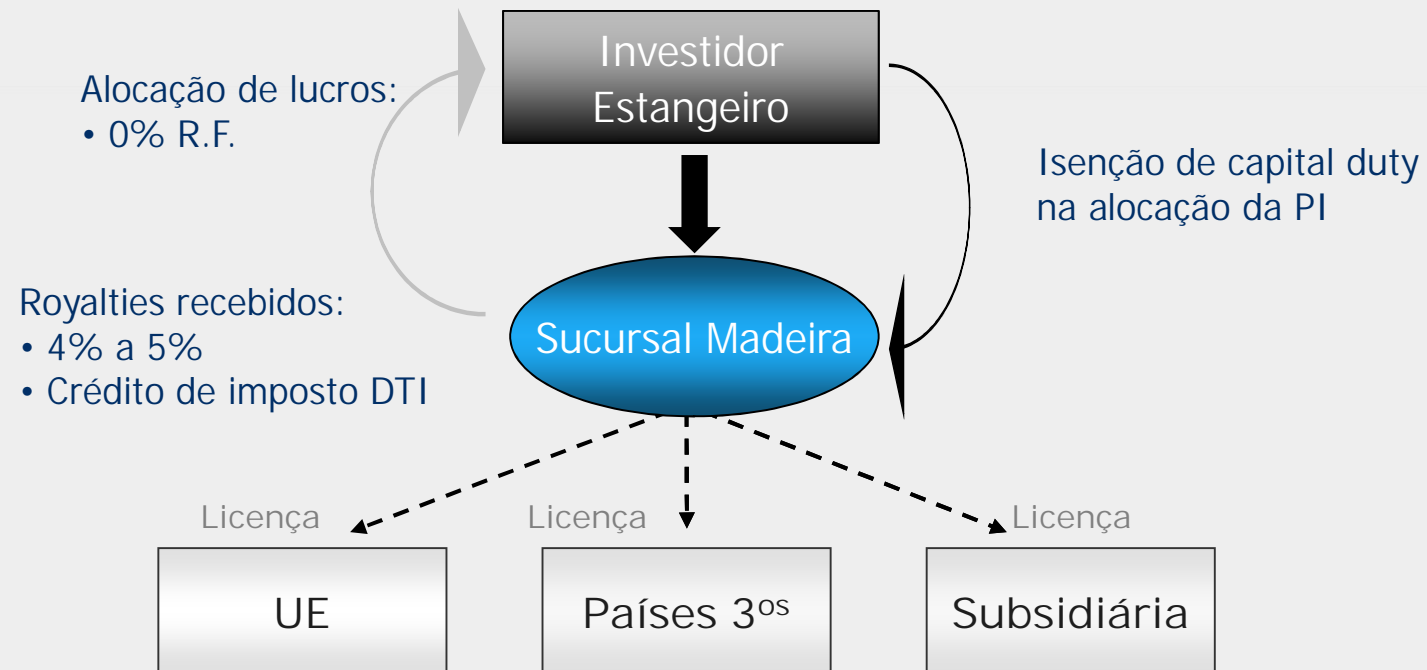 Investidor
Estangeiro
Alocação de lucros:
• 0% R.F.
Isenção de capital duty
na alocação da PI
Royalties recebidos:
• 4% a 5%
• Crédito de imposto DTI
Sucursal Madeira
Licença
Licença
Licença
UE
Países 3ºs
Subsidiária